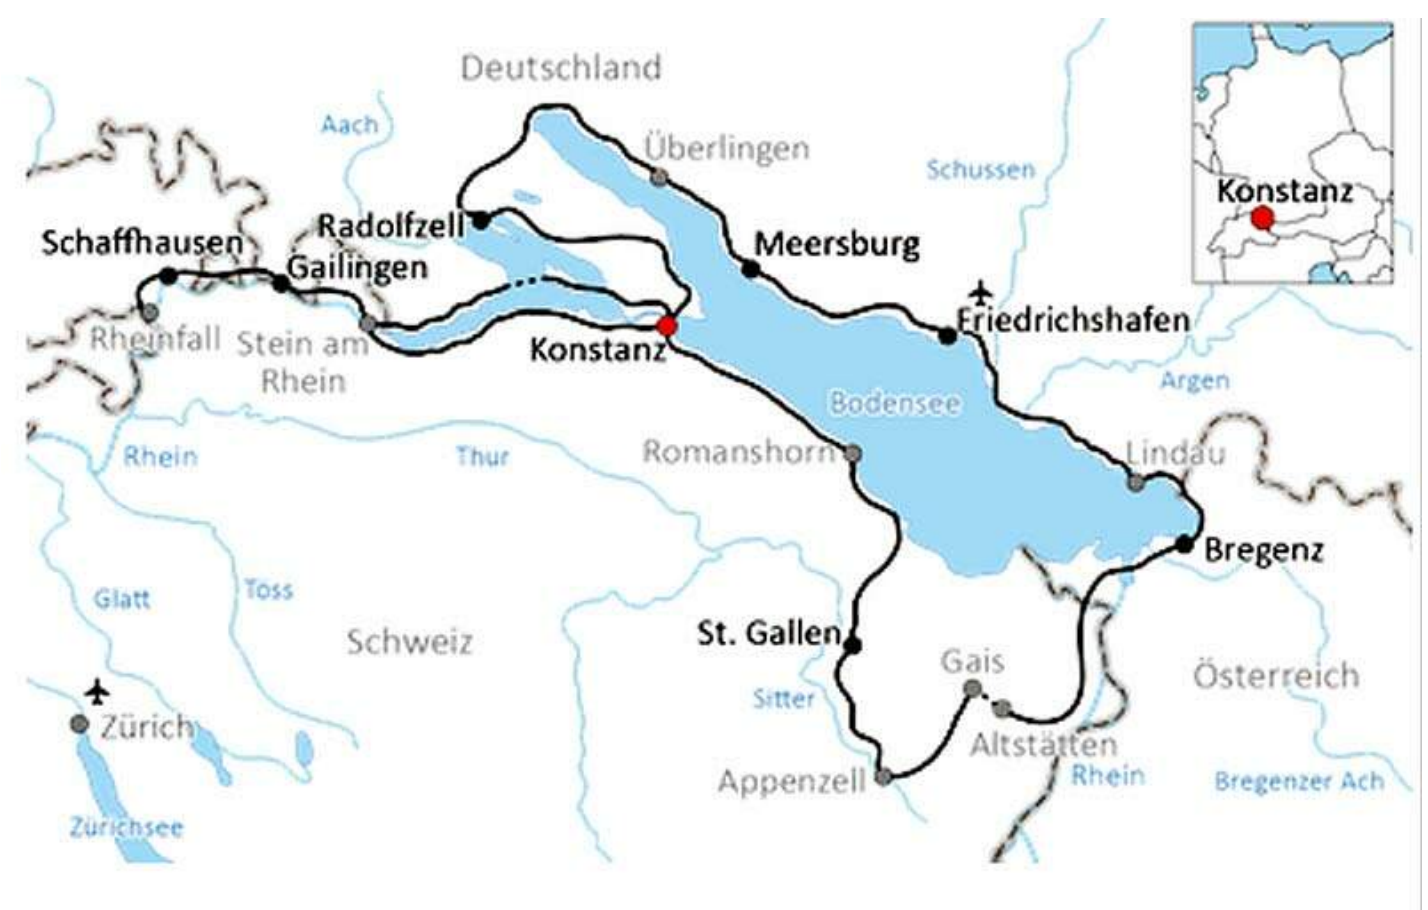 Deutschland
Aach
Überlingen
Schussen
Konstanz
Radolfzell
Schaffhausen
Meersburg
Gailingen
Friedrichshafen
Rheinfall
Stein am
Rhein
Konstanz
Argen
Bodensee
Romanshorn
Lindau
Rhein
Thur
Bregenz
Glatt
Toss
Schweiz
St. Gallen
Gais
Österreich
Sitter
Zürich
Altstätten
Appenzell
Rhein
Bregenzer Ach
Zürichsee